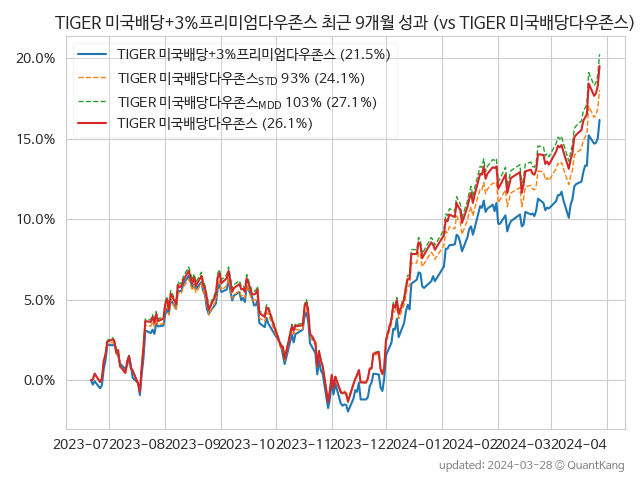 TIGER 미국배당+3%프리미엄다우존스 최근 9개월 성과 (vs TIGER 미국배당다우존스)
TIGER 미국배당+3%프리미엄다우존스 (21.5%)
TIGER 미국배당다우존스STD 93% (24.1%)
TIGER 미국배당다우존스MDD 103% (27.1%)
TIGER 미국배당다우존스 (26.1%)
20.0%
15.0%
10.0%
5.0%
0.0%
2023-07 2023-08 2023-09 2023-10 2023-11 2023-12 2024-01 2024-02 2024-03 2024-04
updated: 2024-03-28 ⓒ QuantKang